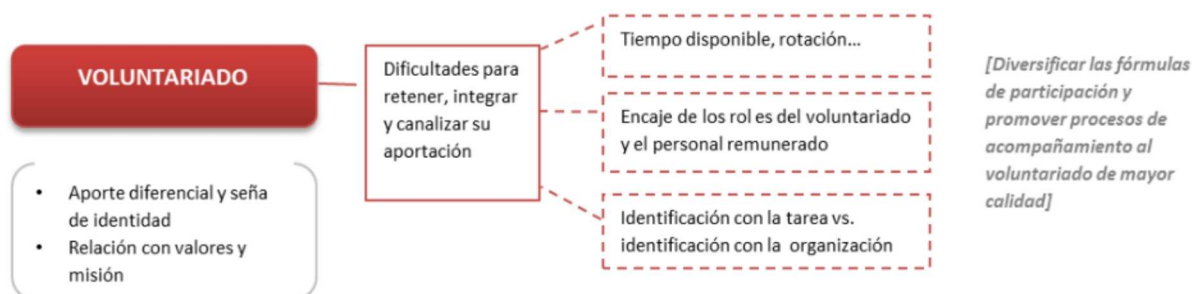 VOLUNTARIADO
• Aporte diferencial y seña
de identidad
• Relación con valores y
misión
Dificultades para
retener, integrar
y canalizar su
aportación
Tiempo disponible, rotación...
Encaje de los rol es del voluntariado
y el personal remunerado
Identificación con la tarea vs.
identificación con la organización
[Diversificar las fórmulas
de participación y
promover procesos de
acompañamiento al
voluntariado de mayor
calidad]